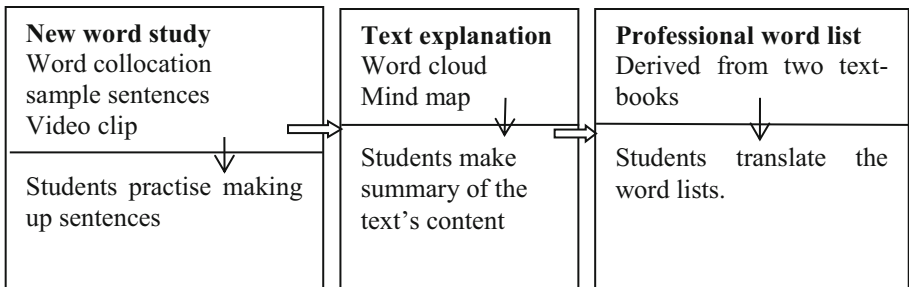 New word study
Word collocation
sample sentences
Video clip
Students practise making
up sentences
Text explanation
Word cloud
Mind map
Students make
summary of the
text's content
Professional word list
Derived from two text-
books
Students translate the
word lists.